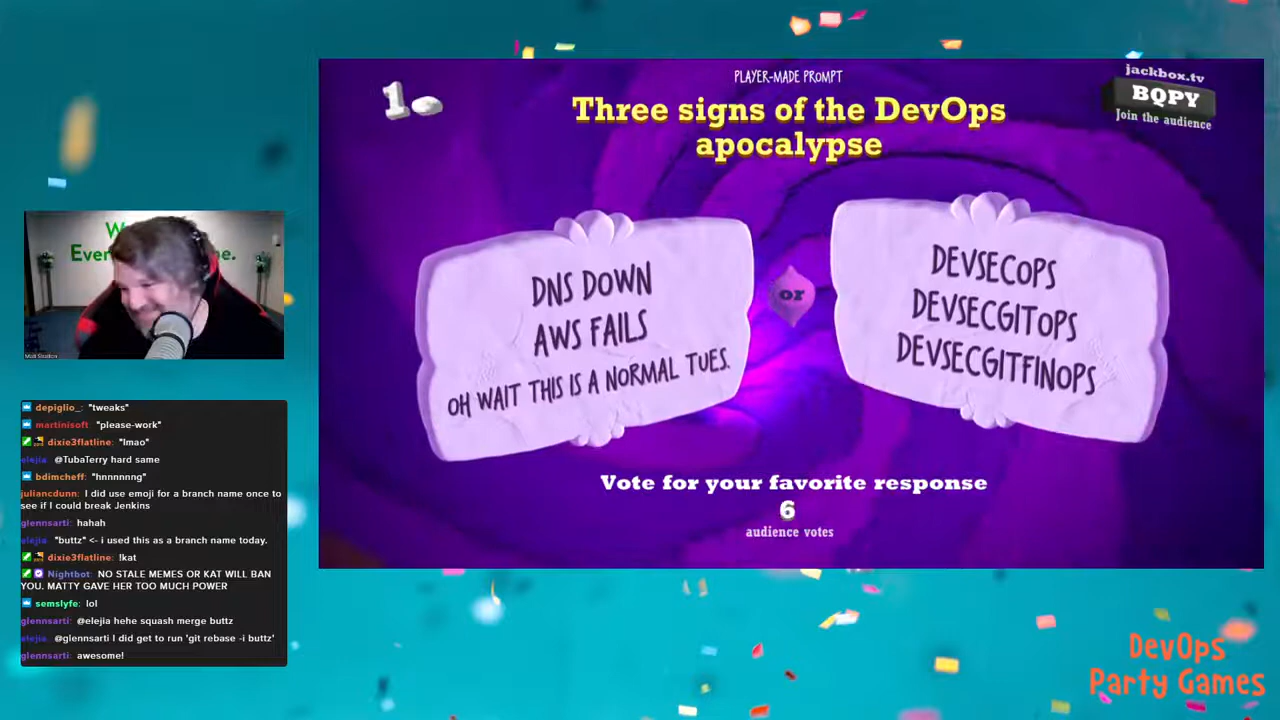 PLAYER-MADE PROMPT
Three signs of the DevOps
apocalypse
jackbox.tv
BQPY
Join the audience
DNS DOWN
AWS FAILS
OH WAIT THIS IS A NORMAL TUES.
or
DEVSECOPS
DEVSECGITOPS
DEVSECGITFINOPS
Vote for your favorite response
6
audience votes
depiglio_: "tweaks"
martinisoft: "please-work"
dixie3flatline: "lmao"
elejia: @TubaTerry hard same
bdimcheff: "hnnnnnng"
juliancdunn: I did use emoji for a branch name once to
see if I could break Jenkins
glennsarti: hahah
elejia: "buttz" <- i used this as a branch name today.
dixie3flatline: !kat
Nightbot: NO STALE MEMES OR KAT WILL BAN
YOU. MATTY GAVE HER TOO MUCH POWER
semslyfe: lol
glennsarti: @elejia hehe squash merge buttz
elejia: @glennsarti I did get to run 'git rebase -i buttz'
glennsarti: awesome!
DevOps
Party Games